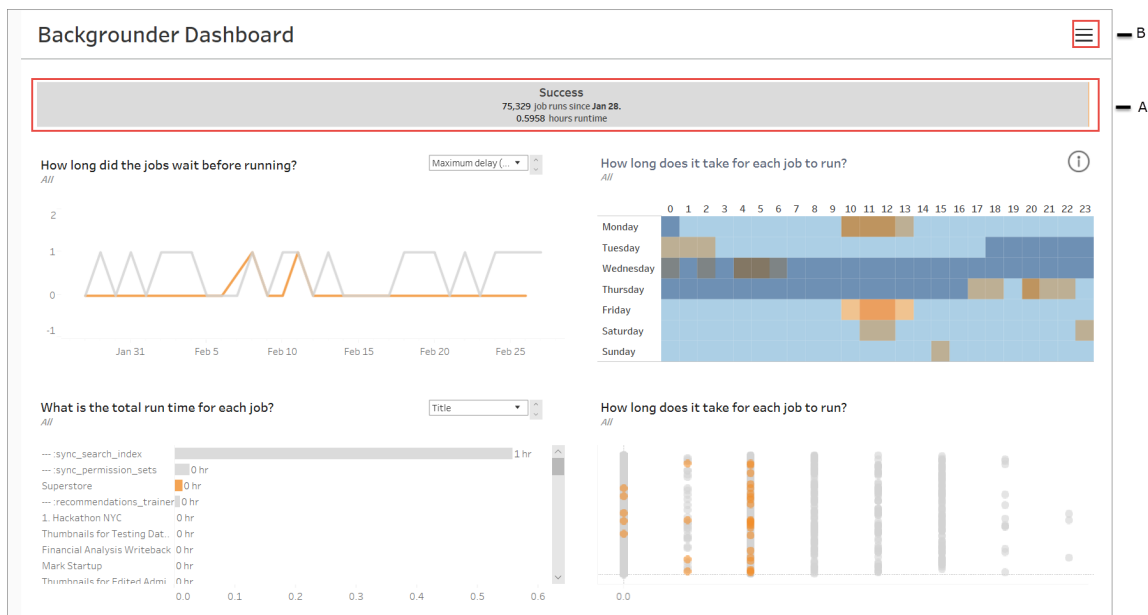 Backgrounder Dashboard
B
Success
75,329 job runs since Jan 28.
0.5958 hours runtime
A
How long did the jobs wait before running?
All
Maximum delay (...
2
1
0
-1
Jan 31 Feb 5 Feb 10 Feb 15 Feb 20 Feb 25
How long does it take for each job to run?
All
0 1 2 3 4 5 6 7 8 9 10 11 12 13 14 15 16 17 18 19 20 21 22 23
Monday
Tuesday
Wednesday
Thursday
Friday
Saturday
Sunday
What is the total run time for each job?
All
Title
--- :sync_search_index 1 hr
--- :sync_permission_sets 0 hr
Superstore 0 hr
--- :recommendations_trainer 0 hr
1. Hackathon NYC 0 hr
Thumbnails for Testing Dat.. 0 hr
Financial Analysis Writeback 0 hr
Mark Startup 0 hr
Thumbnails for Edited Admi.. 0 hr
0.0 0.1 0.2 0.3 0.4 0.5 0.6
How long does it take for each job to run?
All
0.0